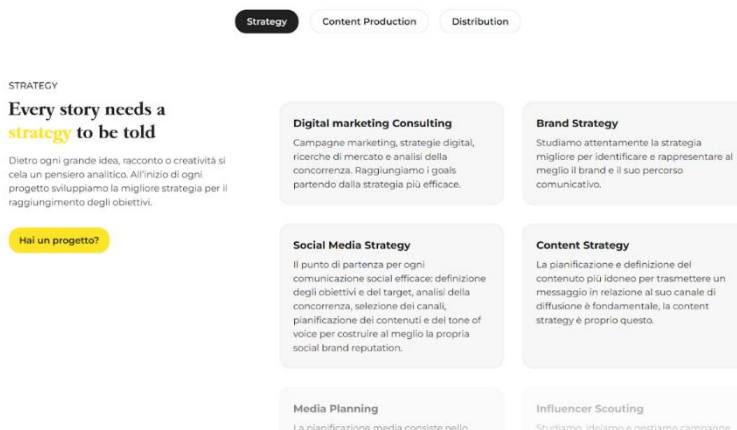 Strategy
Content Production
Distribution
STRATEGY
Every story needs a
strategy to be told
Dietro ogni grande idea, racconto o creatività si
cela un pensiero analitico. All'inizio di ogni
progetto sviluppiamo la migliore strategia per il
raggiungimento degli obiettivi.
Hai un progetto?
Digital marketing Consulting
Campagne marketing, strategie digital,
ricerche di mercato e analisi della
concorrenza. Raggiungiamo i goals
partendo dalla strategia più efficace.
Brand Strategy
Studiamo attentamente la strategia
migliore per identificare e rappresentare al
meglio il brand e il suo percorso
comunicativo.
Social Media Strategy
Il punto di partenza per ogni
comunicazione social efficace: definizione
degli obiettivi e del target, analisi della
concorrenza, selezione dei canali,
pianificazione dei contenuti e del tone of
voice per costruire al meglio la propria
social brand reputation.
Content Strategy
La pianificazione e definizione del
contenuto più idoneo per trasmettere un
messaggio in relazione al suo canale di
diffusione è fondamentale, la content
strategy è proprio questo.
Media Planning
La pianificazione media consiste nello
Influencer Scouting
Studiamo, ideiamo e gestiamo campagne